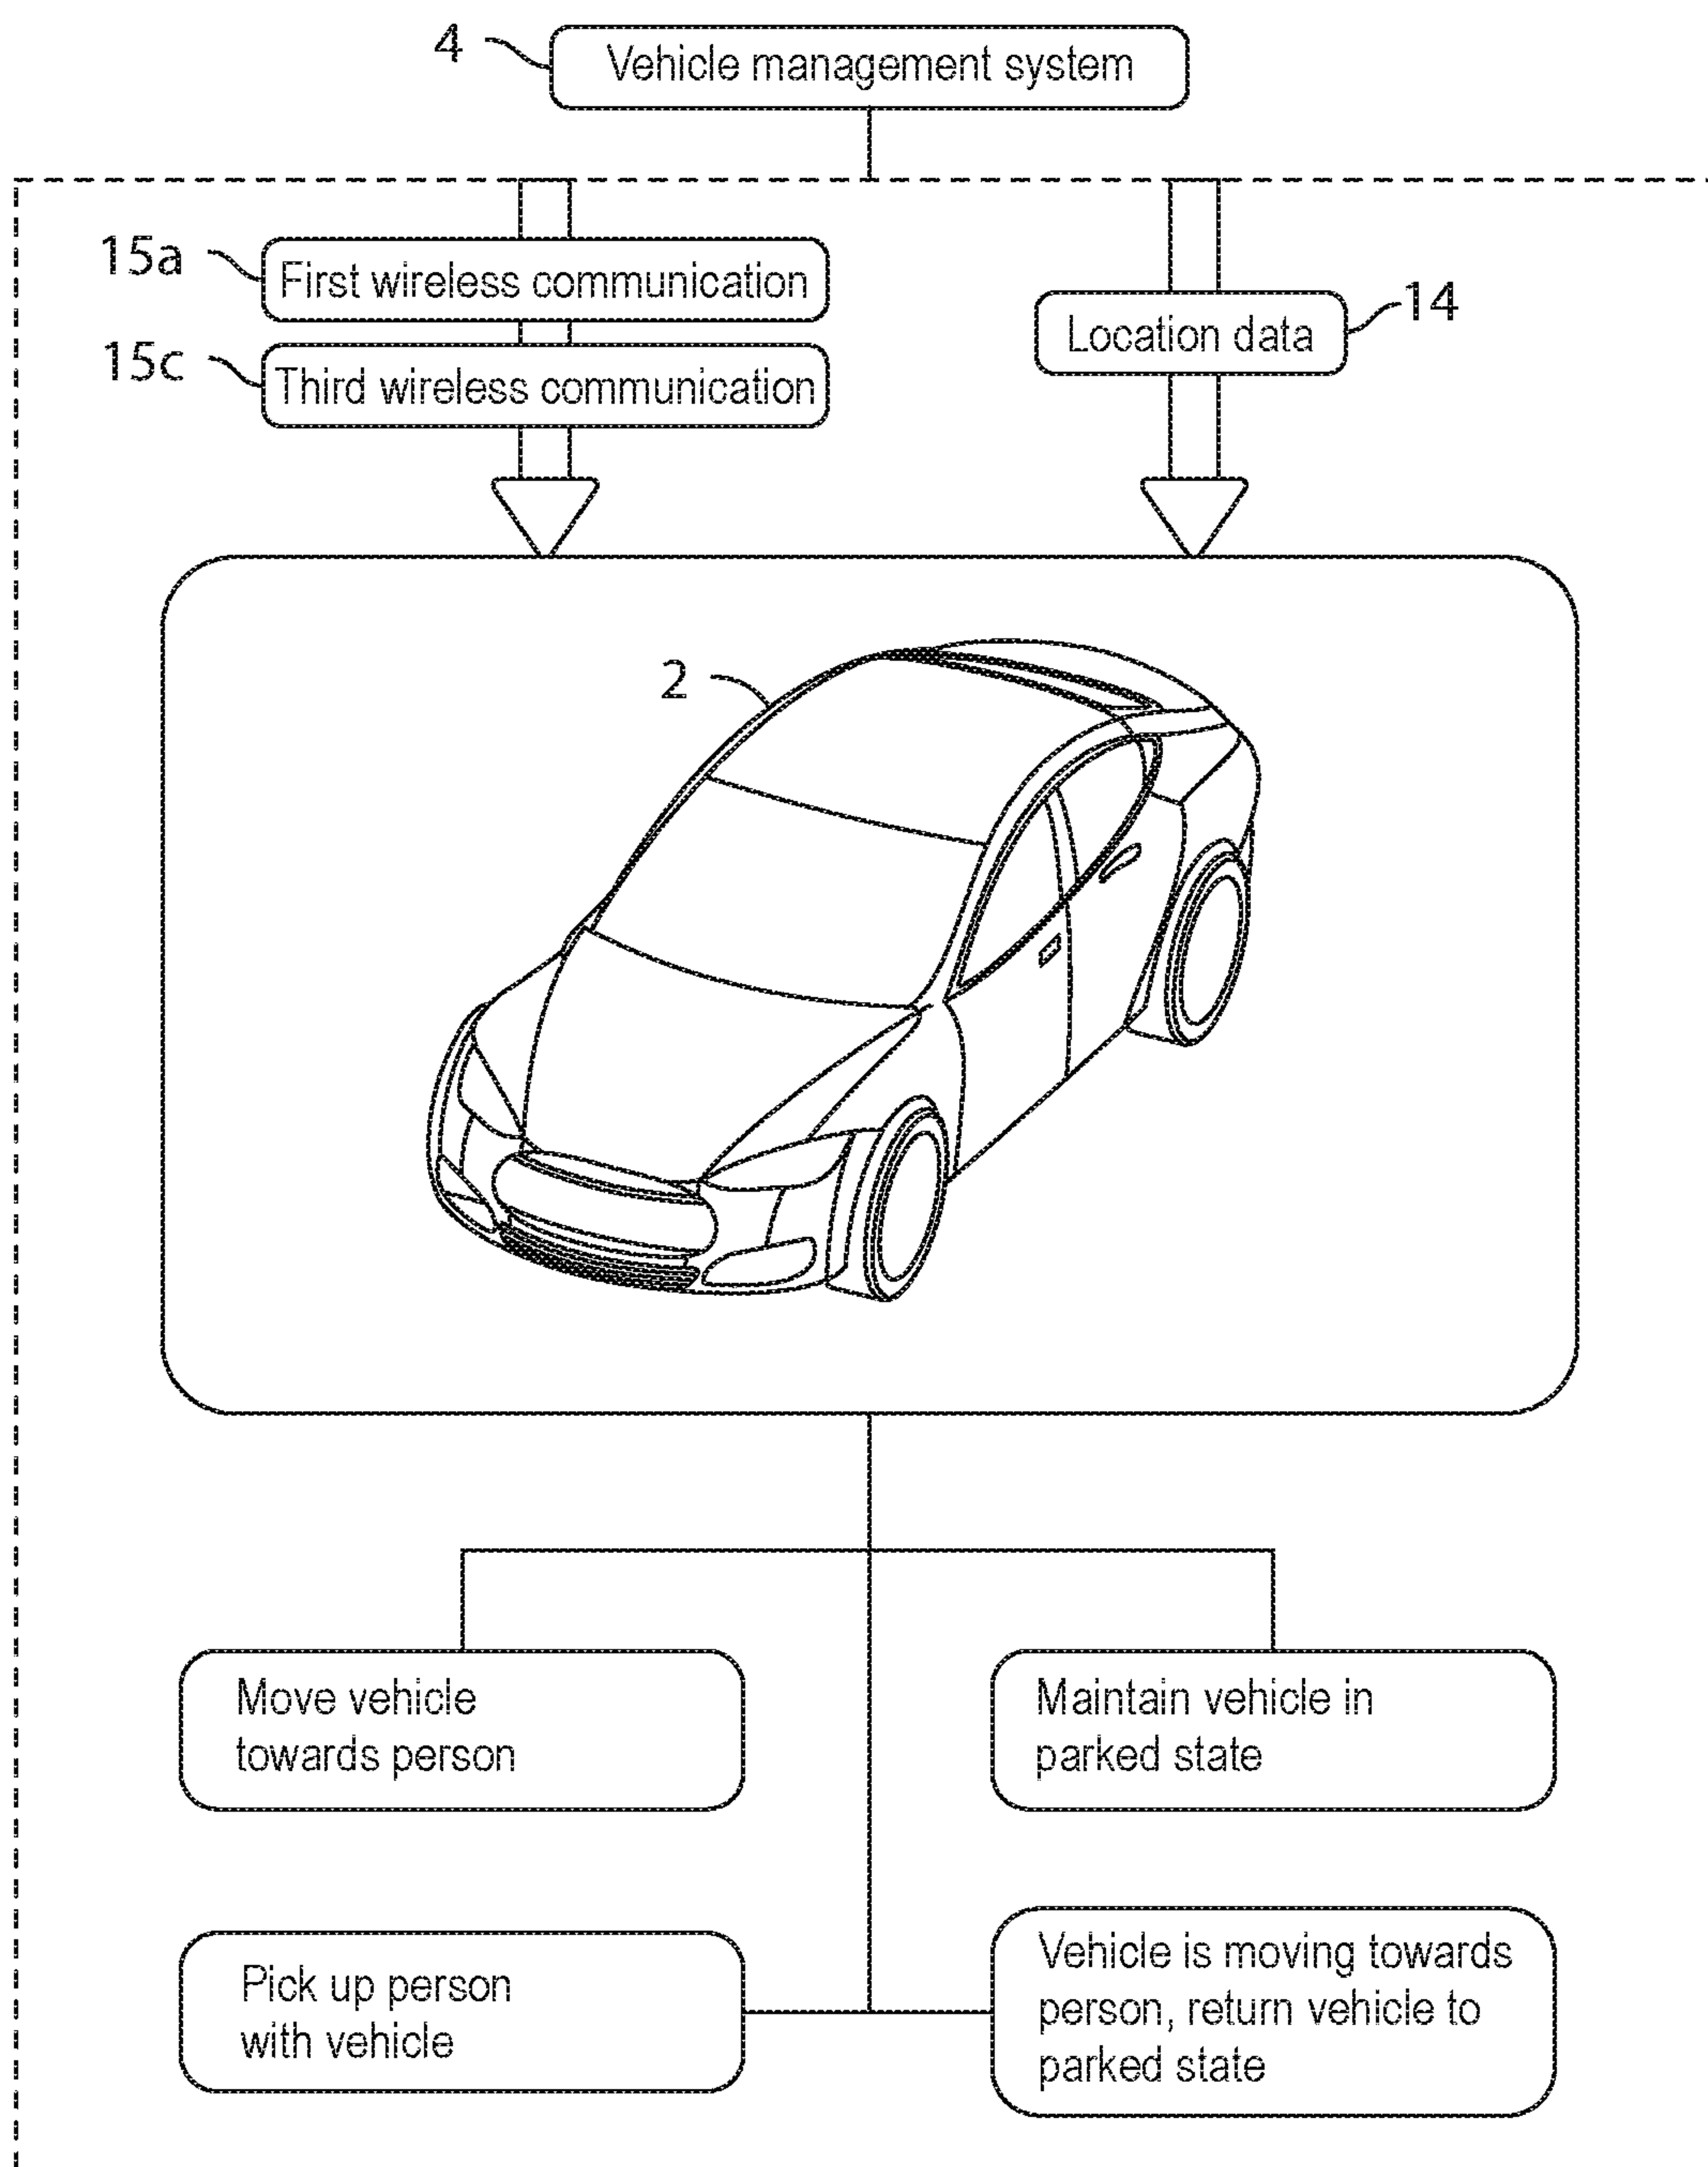 4
Vehicle management system
15a
First wireless communication
14
Location data
15c
Third wireless communication
2
Move vehicle
towards person
Maintain vehicle in
parked state
Pick up person
with vehicle
Vehicle is moving towards
person, return vehicle to
parked state